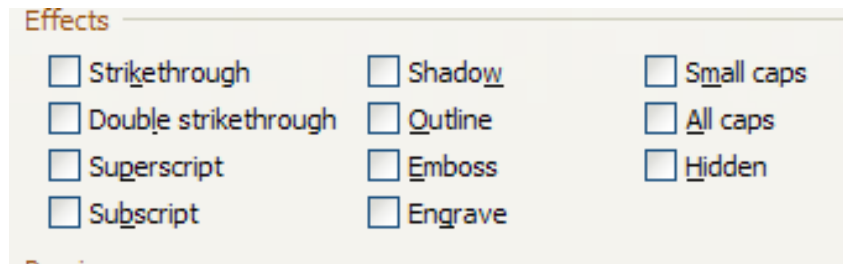 Effects
Strikethrough Shadow Small caps
Double strikethrough Outline All caps
Superscript Emboss Hidden
Subscript Engrave